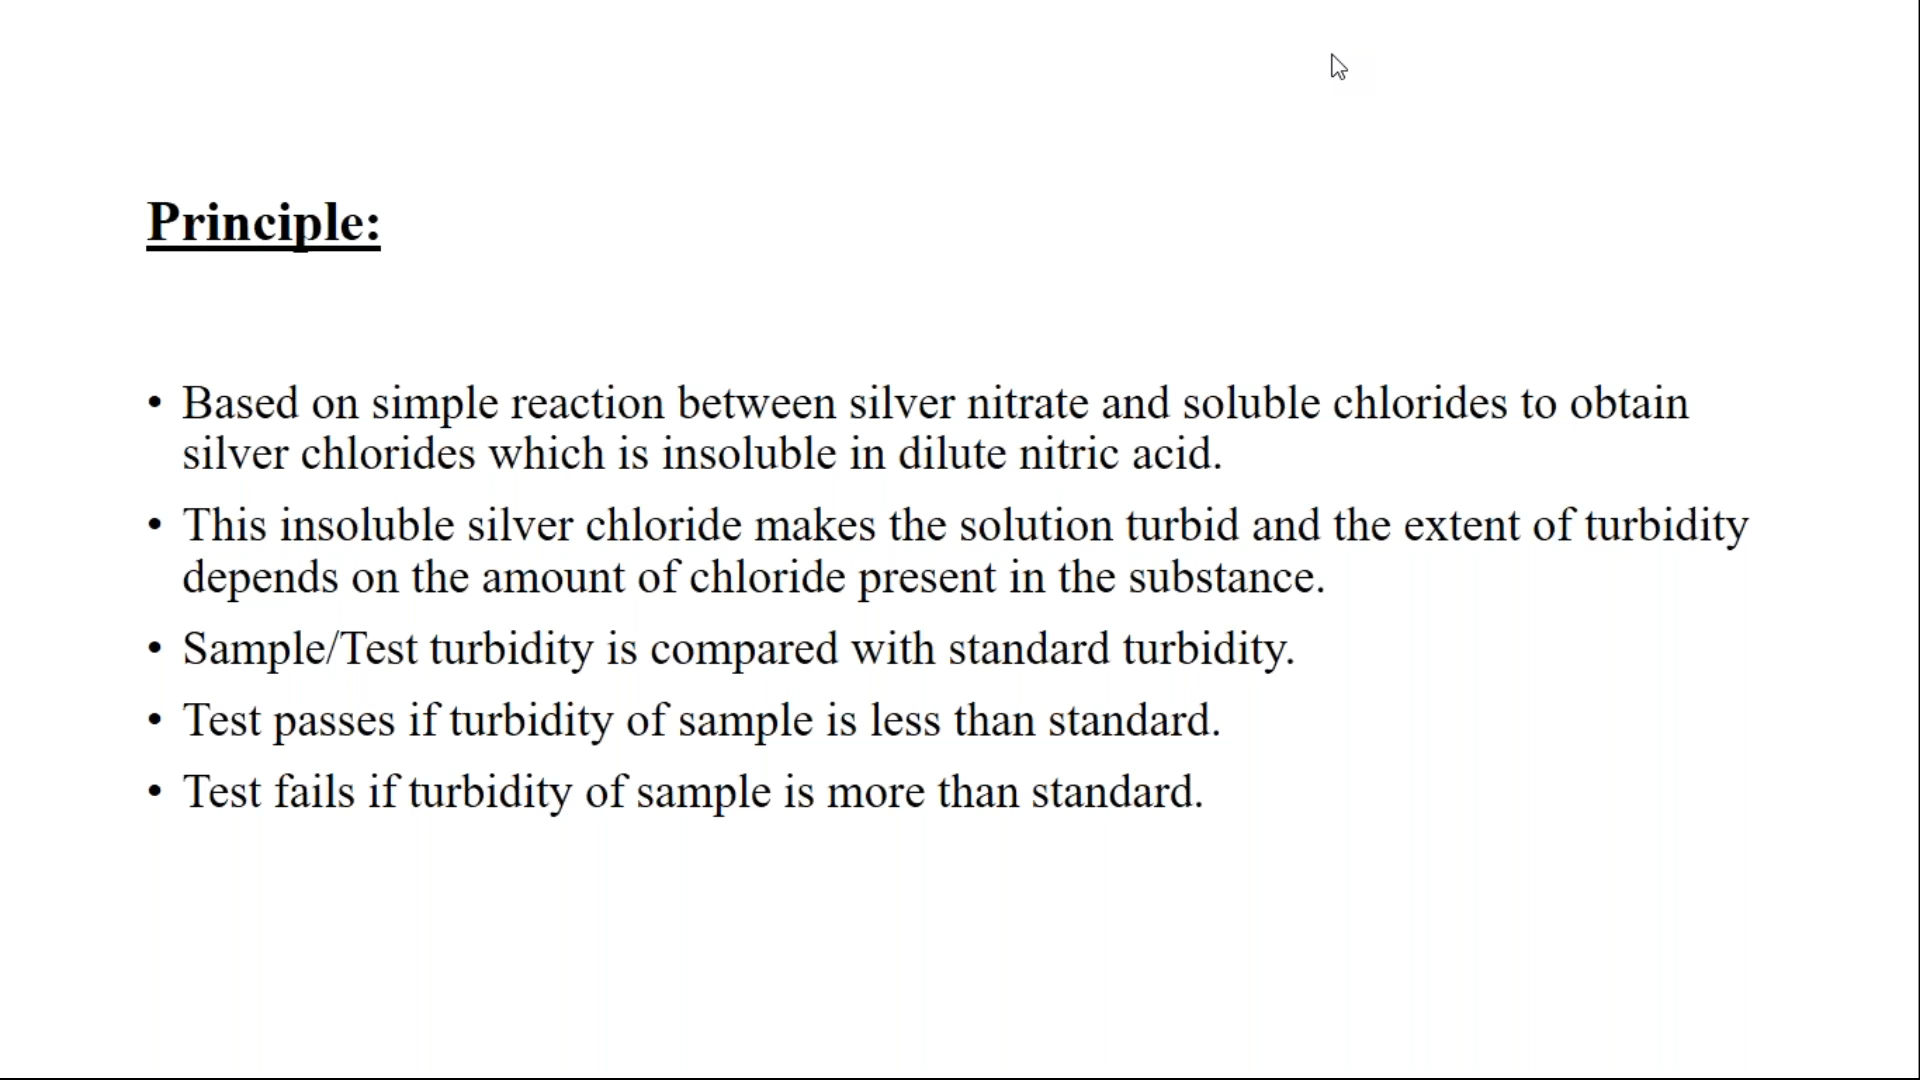 Principle:
• Based on simple reaction between silver nitrate and soluble chlorides to obtain
silver chlorides which is insoluble in dilute nitric acid.
• This insoluble silver chloride makes the solution turbid and the extent of turbidity
depends on the amount of chloride present in the substance.
• Sample/Test turbidity is compared with standard turbidity.
• Test passes if turbidity of sample is less than standard.
• Test fails if turbidity of sample is more than standard.